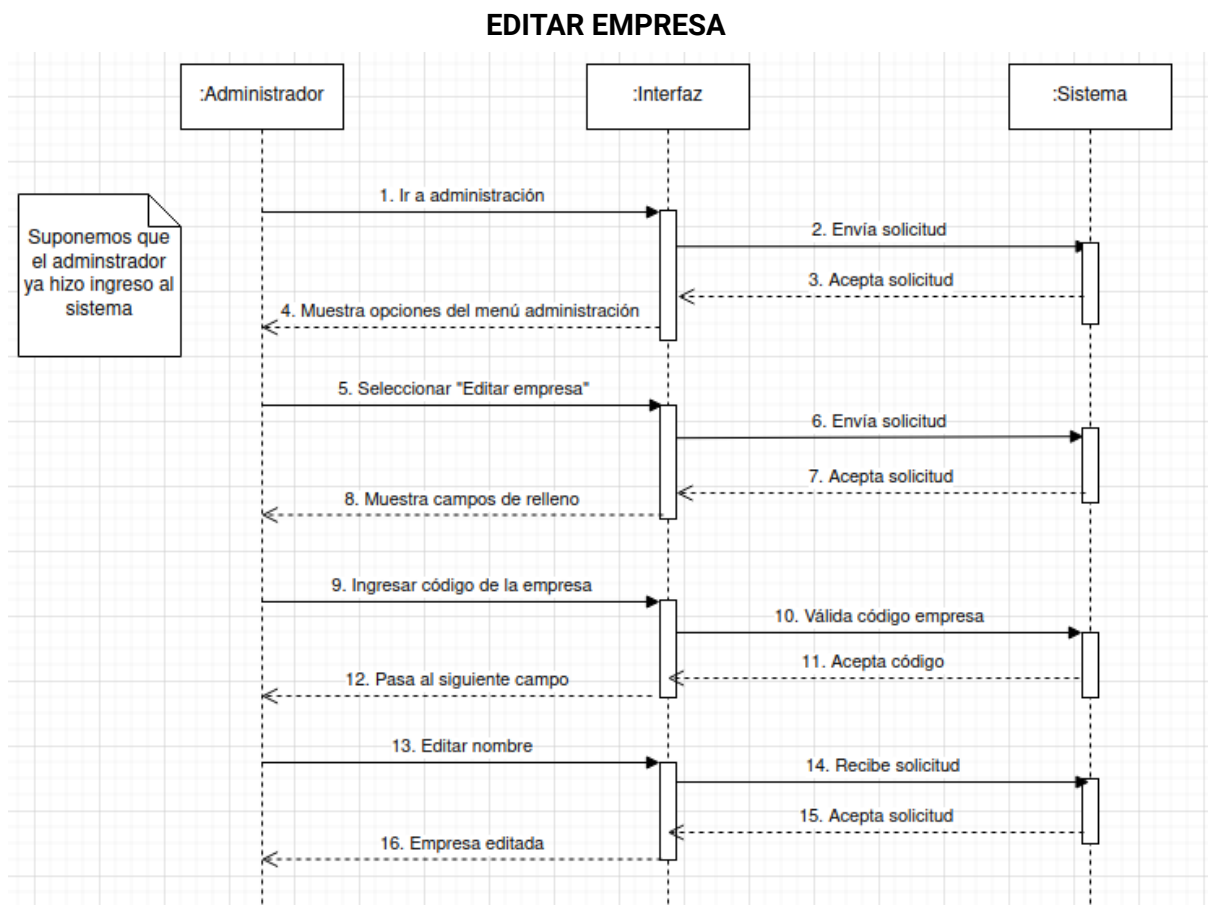 EDITAR EMPRESA
:Administrador
:Interfaz
:Sistema
Suponemos que
el adminstrador
ya hizo ingreso al
sistema
1. Ir a administración
2. Envía solicitud
3. Acepta solicitud
4. Muestra opciones del menú administración
5. Seleccionar "Editar empresa"
6. Envía solicitud
7. Acepta solicitud
8. Muestra campos de relleno
9. Ingresar código de la empresa
10. Válida código empresa
11. Acepta código
12. Pasa al siguiente campo
13. Editar nombre
14. Recibe solicitud
15. Acepta solicitud
16. Empresa editada